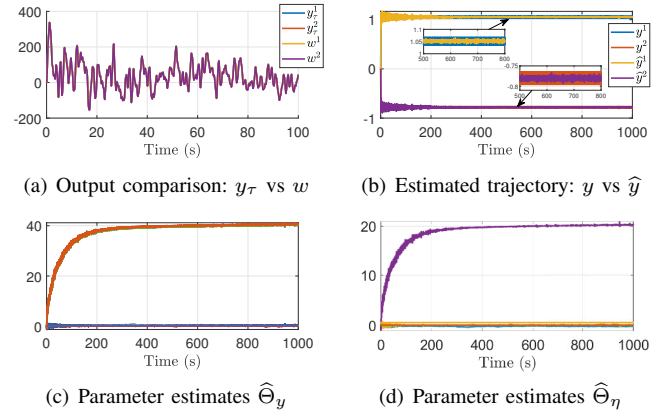 400
200
0
-200
0 20 40 60 80 100
Time (s)
y_τ^1
y_τ^2
w^1
w^2
(a) Output comparison: y_τ vs w
1
0
-1
0 200 400 600 800 1000
Time (s)
1.1
1.05
1
500 600 700 800
-0.75
-0.8
500 600 700 800
y^1
y^2
ŷ^1
ŷ^2
(b) Estimated trajectory: y vs ŷ
40
20
0
0 200 400 600 800 1000
Time (s)
(c) Parameter estimates Θ̂_y
20
10
0
0 200 400 600 800 1000
Time (s)
(d) Parameter estimates Θ̂_η